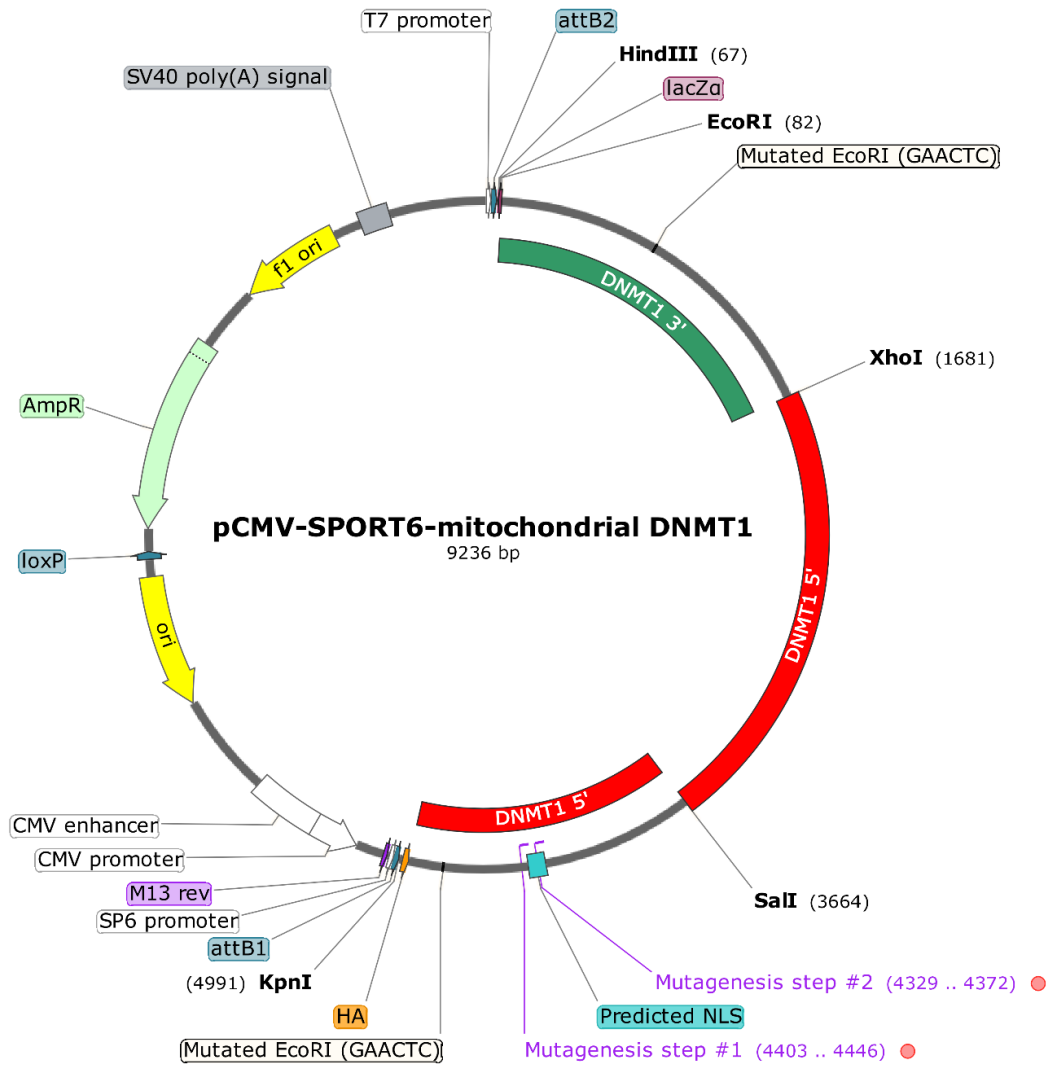 T7 promoter
attB2
HindIII (67)
SV40 poly(A) signal
lacZα
EcoRI (82)
Mutated EcoRI (GAACTC)
f1 ori
DNMT1 3'
XhoI (1681)
AmpR
pCMV-SPORT6-mitochondrial DNMT1
9236 bp
loxP
DNMT1 5'
ori
DNMT1 5'
CMV enhancer
CMV promoter
M13 rev
SP6 promoter
attB1
SalI (3664)
(4991) KpnI
Mutagenesis step #2 (4329 .. 4372)
HA
Predicted NLS
Mutated EcoRI (GAACTC)
Mutagenesis step #1 (4403 .. 4446)